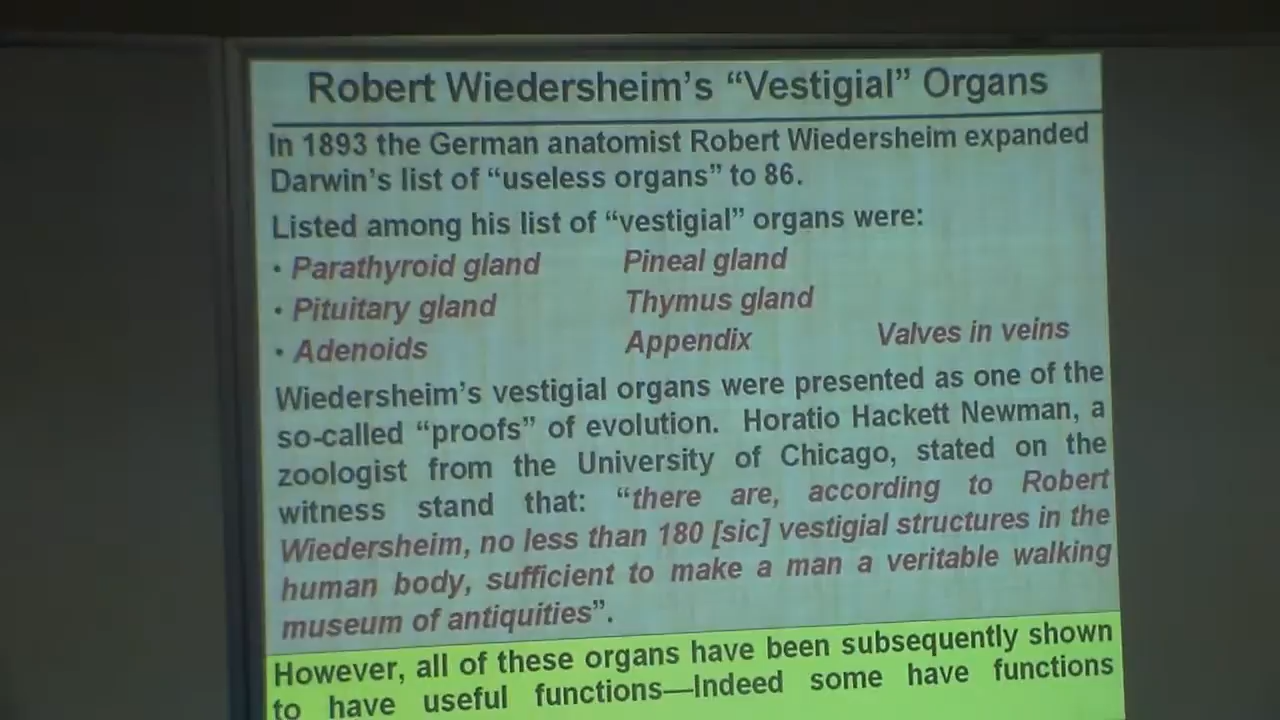 Robert Wiedersheim's “Vestigial” Organs
In 1893 the German anatomist Robert Wiedersheim expanded
Darwin's list of “useless organs” to 86.
Listed among his list of “vestigial” organs were:
• Parathyroid gland Pineal gland
• Pituitary gland Thymus gland
• Adenoids Appendix Valves in veins
Wiedersheim's vestigial organs were presented as one of the
so-called “proofs” of evolution. Horatio Hackett Newman, a
zoologist from the University of Chicago, stated on the
witness stand that: “there are, according to Robert
Wiedersheim, no less than 180 [sic] vestigial structures in the
human body, sufficient to make a man a veritable walking
museum of antiquities”.
However, all of these organs have been subsequently shown
to have useful functions—Indeed some have functions